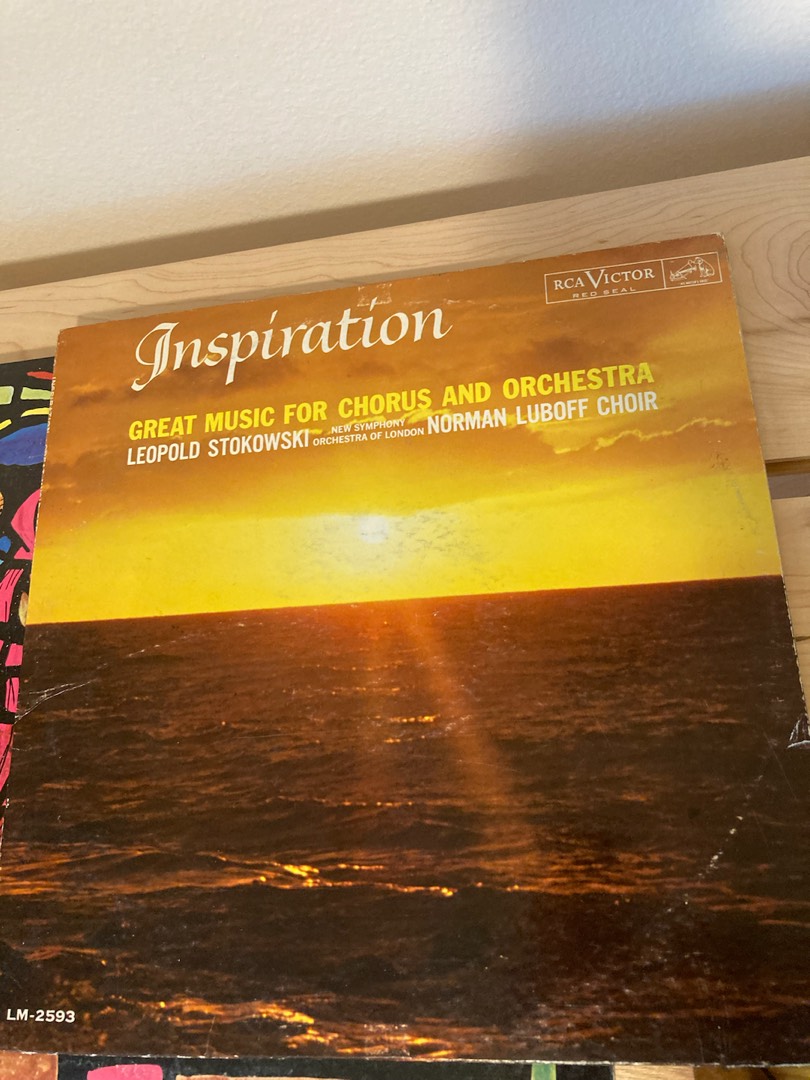 RCA VICTOR
RED SEAL
Inspiration
GREAT MUSIC FOR CHORUS AND ORCHESTRA
LEOPOLD STOKOWSKI NEW SYMPHONY ORCHESTRA OF LONDON NORMAN LUBOFF CHOIR
LM-2593